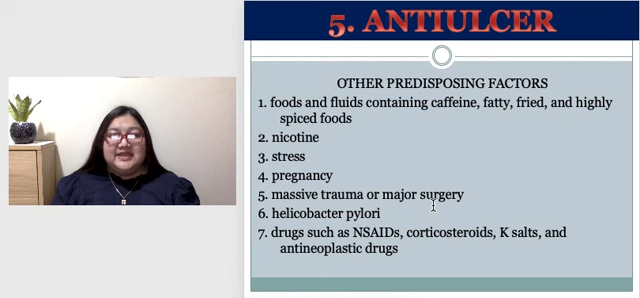 5. ANTIULCER
OTHER PREDISPOSING FACTORS
1. foods and fluids containing caffeine, fatty, fried, and highly
spiced foods
2. nicotine
3. stress
4. pregnancy
5. massive trauma or major surgery
6. helicobacter pylori
7. drugs such as NSAIDs, corticosteroids, K salts, and
antineoplastic drugs